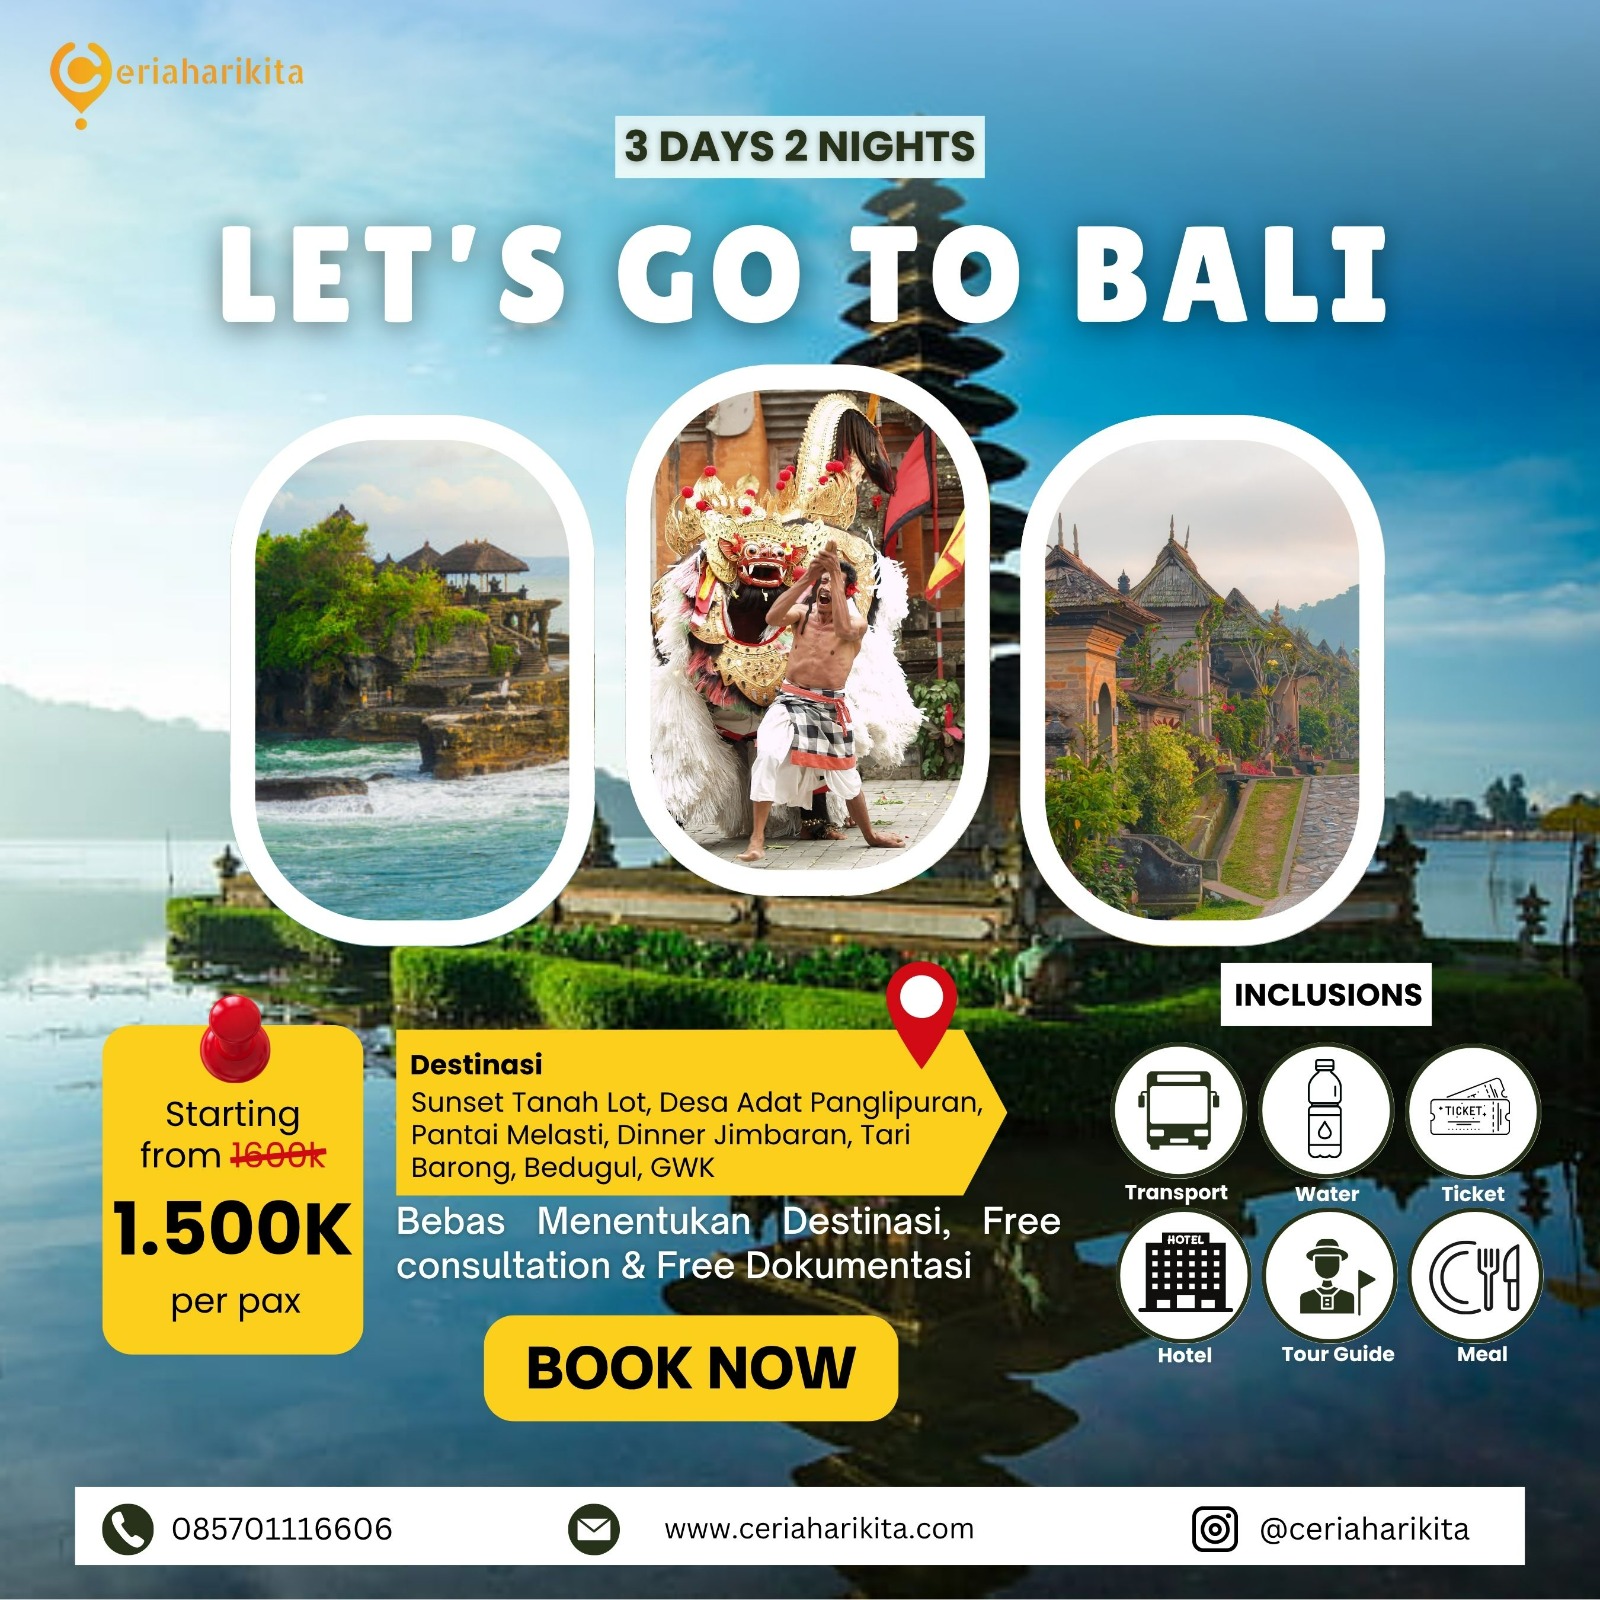 Ceriaharikita
3 DAYS 2 NIGHTS
LET'S GO TO BALI
Starting
from 1600k
1.500K
per pax
Destinasi
Sunset Tanah Lot, Desa Adat Panglipuran,
Pantai Melasti, Dinner Jimbaran, Tari
Barong, Bedugul, GWK
Bebas Menentukan Destinasi, Free
consultation & Free Dokumentasi
BOOK NOW
INCLUSIONS
TICKET
Transport
Water
Ticket
HOTEL
Hotel
Tour Guide
Meal
085701116606
www.ceriaharikita.com
@ceriaharikita